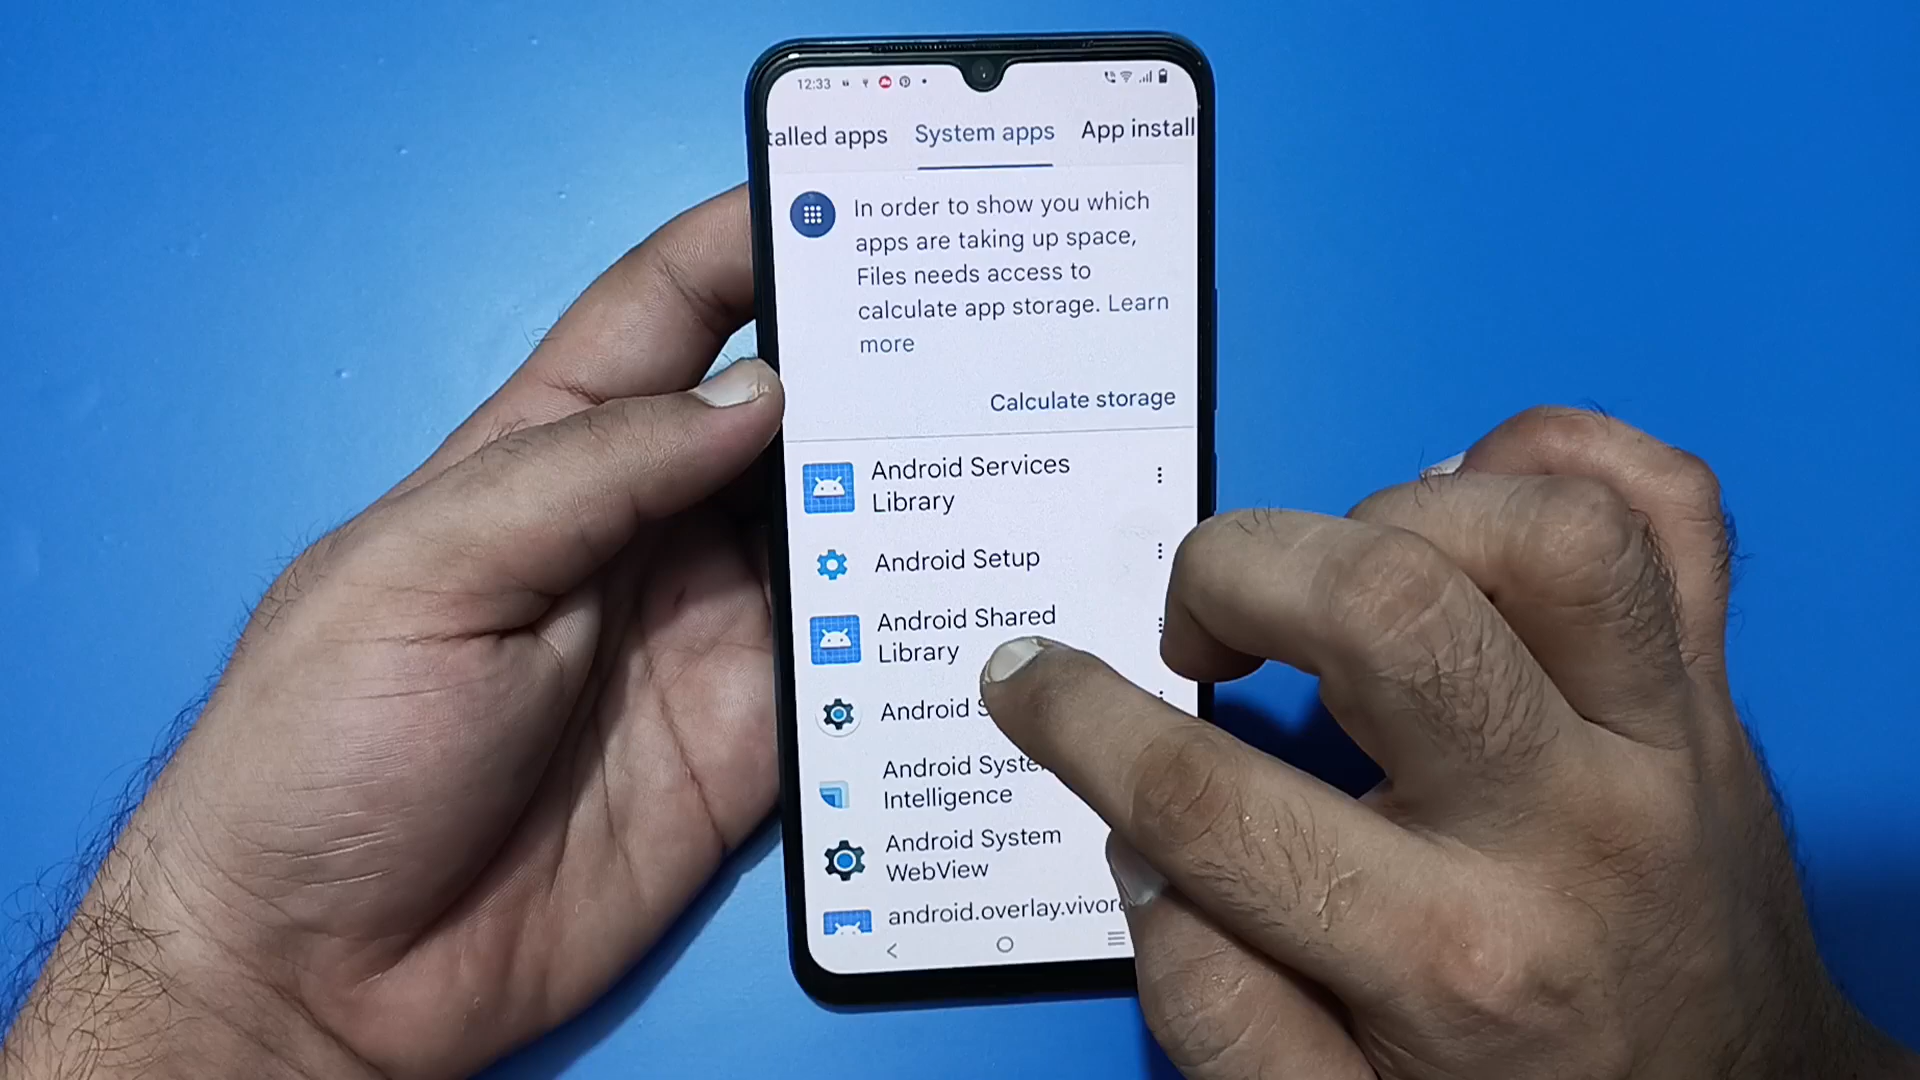 12:33
talled apps System apps App install
In order to show you which
apps are taking up space,
Files needs access to
calculate app storage. Learn
more
Calculate storage
Android Services
Library
Android Setup
Android Shared
Library
Android S
Android System
Intelligence
Android System
WebView
android.overlay.vivor